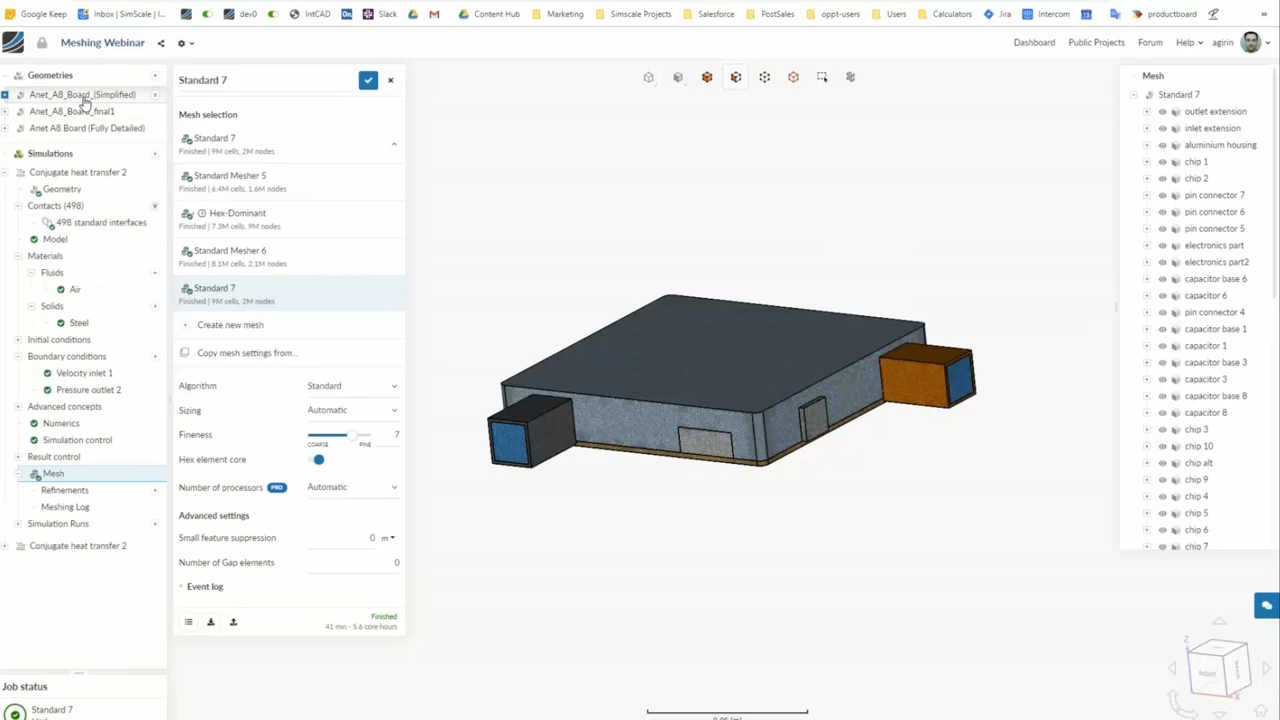 Google Keep
Inbox | SimScale | I...
dev0
IntCAD
Slack
Content Hub
Marketing
Simscale Projects
Salesforce
PostSales
oppt-users
Users
Calculators
Jira
Intercom
productboard
»
Meshing Webinar
Dashboard
Public Projects
Forum
Help
agirin
Geometries
Anet_A8_Board_(Simplified)
Anet_A8_Board_final1
Anet A8 Board (Fully Detailed)
Simulations
Conjugate heat transfer 2
Geometry
Contacts (498)
498 standard interfaces
Model
Materials
Fluids
Air
Solids
Steel
Initial conditions
Boundary conditions
Velocity inlet 1
Pressure outlet 2
Advanced concepts
Numerics
Simulation control
Result control
Mesh
Refinements
Meshing Log
Simulation Runs
Conjugate heat transfer 2
Job status
Standard 7
Standard 7
Mesh selection
Standard 7
Finished | 9M cells, 2M nodes
Standard Mesher 5
Finished | 6.4M cells, 1.6M nodes
Hex-Dominant
Finished | 7.3M cells, 9M nodes
Standard Mesher 6
Finished | 8.1M cells, 2.1M nodes
Standard 7
Finished | 9M cells, 2M nodes
+ Create new mesh
Copy mesh settings from...
Algorithm Standard
Sizing Automatic
Fineness 7
COARSE FINE
Hex element core
Number of processors PRO Automatic
Advanced settings
Small feature suppression 0 m
Number of Gap elements 0
Event log
Finished
41 min - 5.6 core hours
Mesh
Standard 7
outlet extension
inlet extension
aluminium housing
chip 1
chip 2
pin connector 7
pin connector 6
pin connector 5
electronics part
electronics part2
capacitor base 6
capacitor 6
pin connector 4
capacitor base 1
capacitor 1
capacitor base 3
capacitor 3
capacitor base 8
capacitor 8
chip 3
chip 10
chip alt
chip 9
chip 4
chip 5
chip 6
chip 7
Z
X